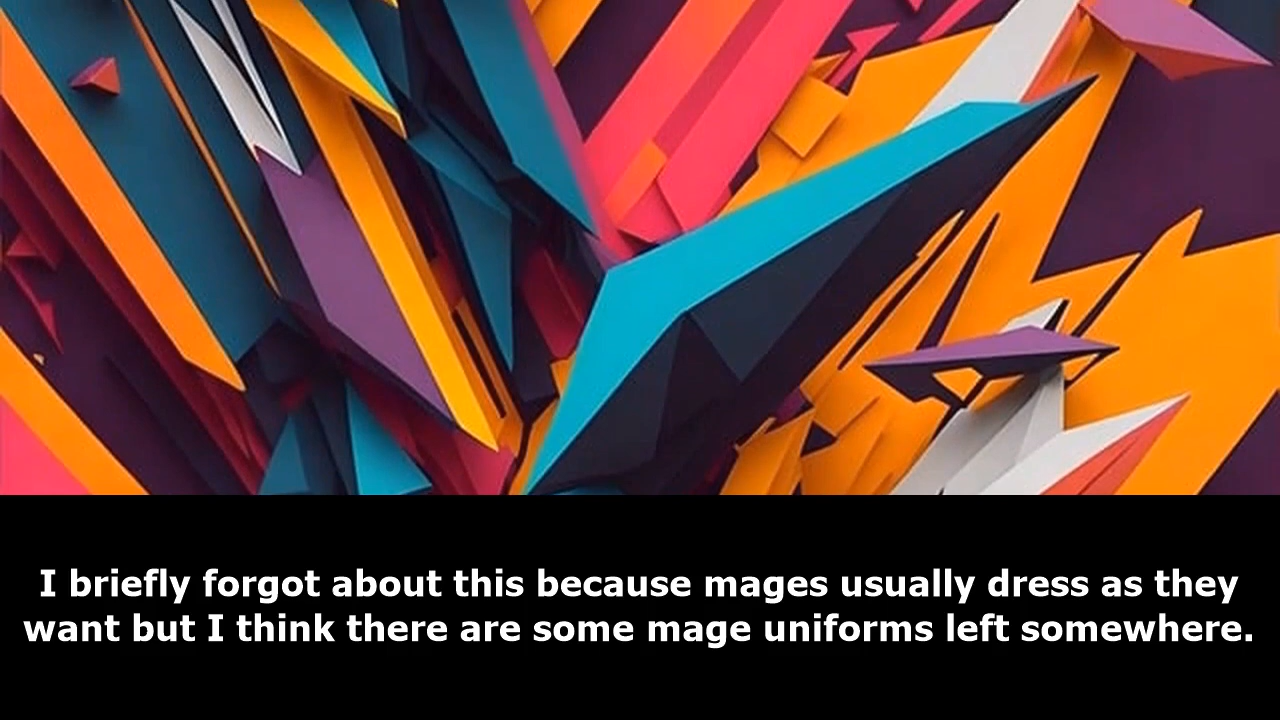 I briefly forgot about this because mages usually dress as they
want but I think there are some mage uniforms left somewhere.